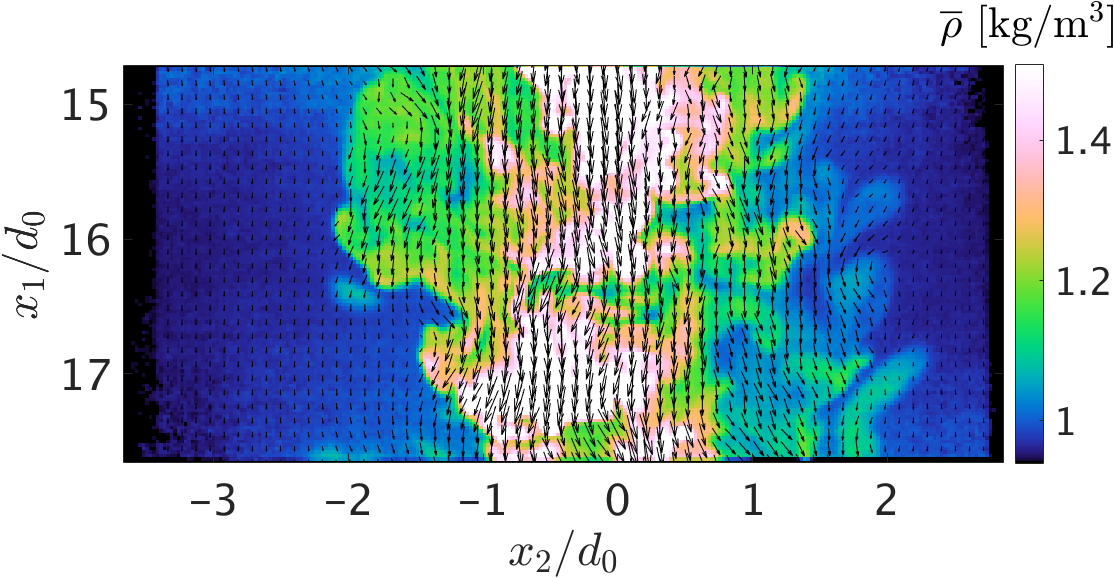 ρ̅ [kg/m³]
15
16
17
x₁/d₀
1.4
1.2
1
−3 −2 −1 0 1 2
x₂/d₀